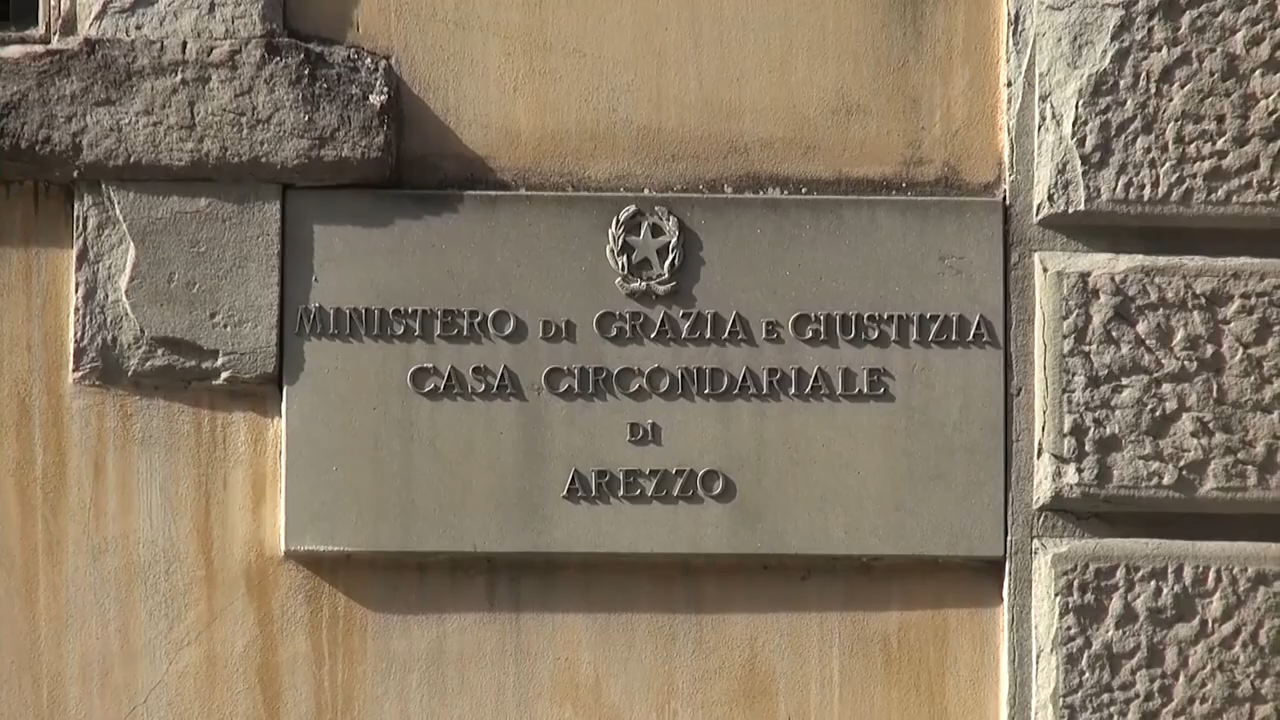 MINISTERO DI GRAZIA E GIUSTIZIA
CASA CIRCONDARIALE
DI
AREZZO